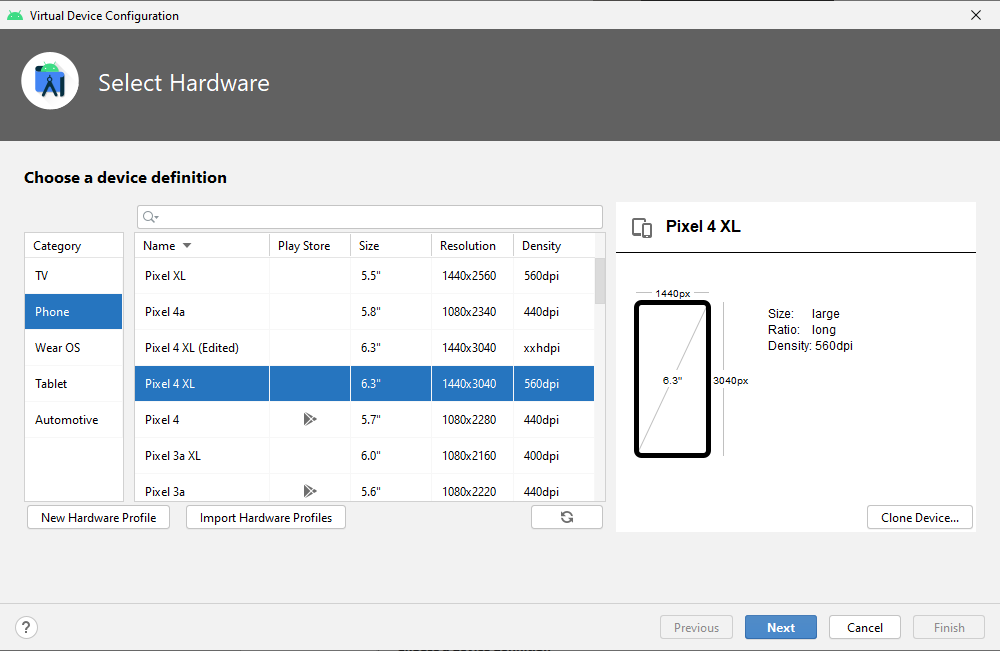 Virtual Device Configuration
Select Hardware
Choose a device definition
Category
TV
Phone
Wear OS
Tablet
Automotive
Name Play Store Size Resolution Density
Pixel XL 5.5" 1440x2560 560dpi
Pixel 4a 5.8" 1080x2340 440dpi
Pixel 4 XL (Edited) 6.3" 1440x3040 xxhdpi
Pixel 4 XL 6.3" 1440x3040 560dpi
Pixel 4 5.7" 1080x2280 440dpi
Pixel 3a XL 6.0" 1080x2160 400dpi
Pixel 3a 5.6" 1080x2220 440dpi
New Hardware Profile
Import Hardware Profiles
Pixel 4 XL
1440px
6.3"
3040px
Size: large
Ratio: long
Density: 560dpi
Clone Device...
?
Previous
Next
Cancel
Finish